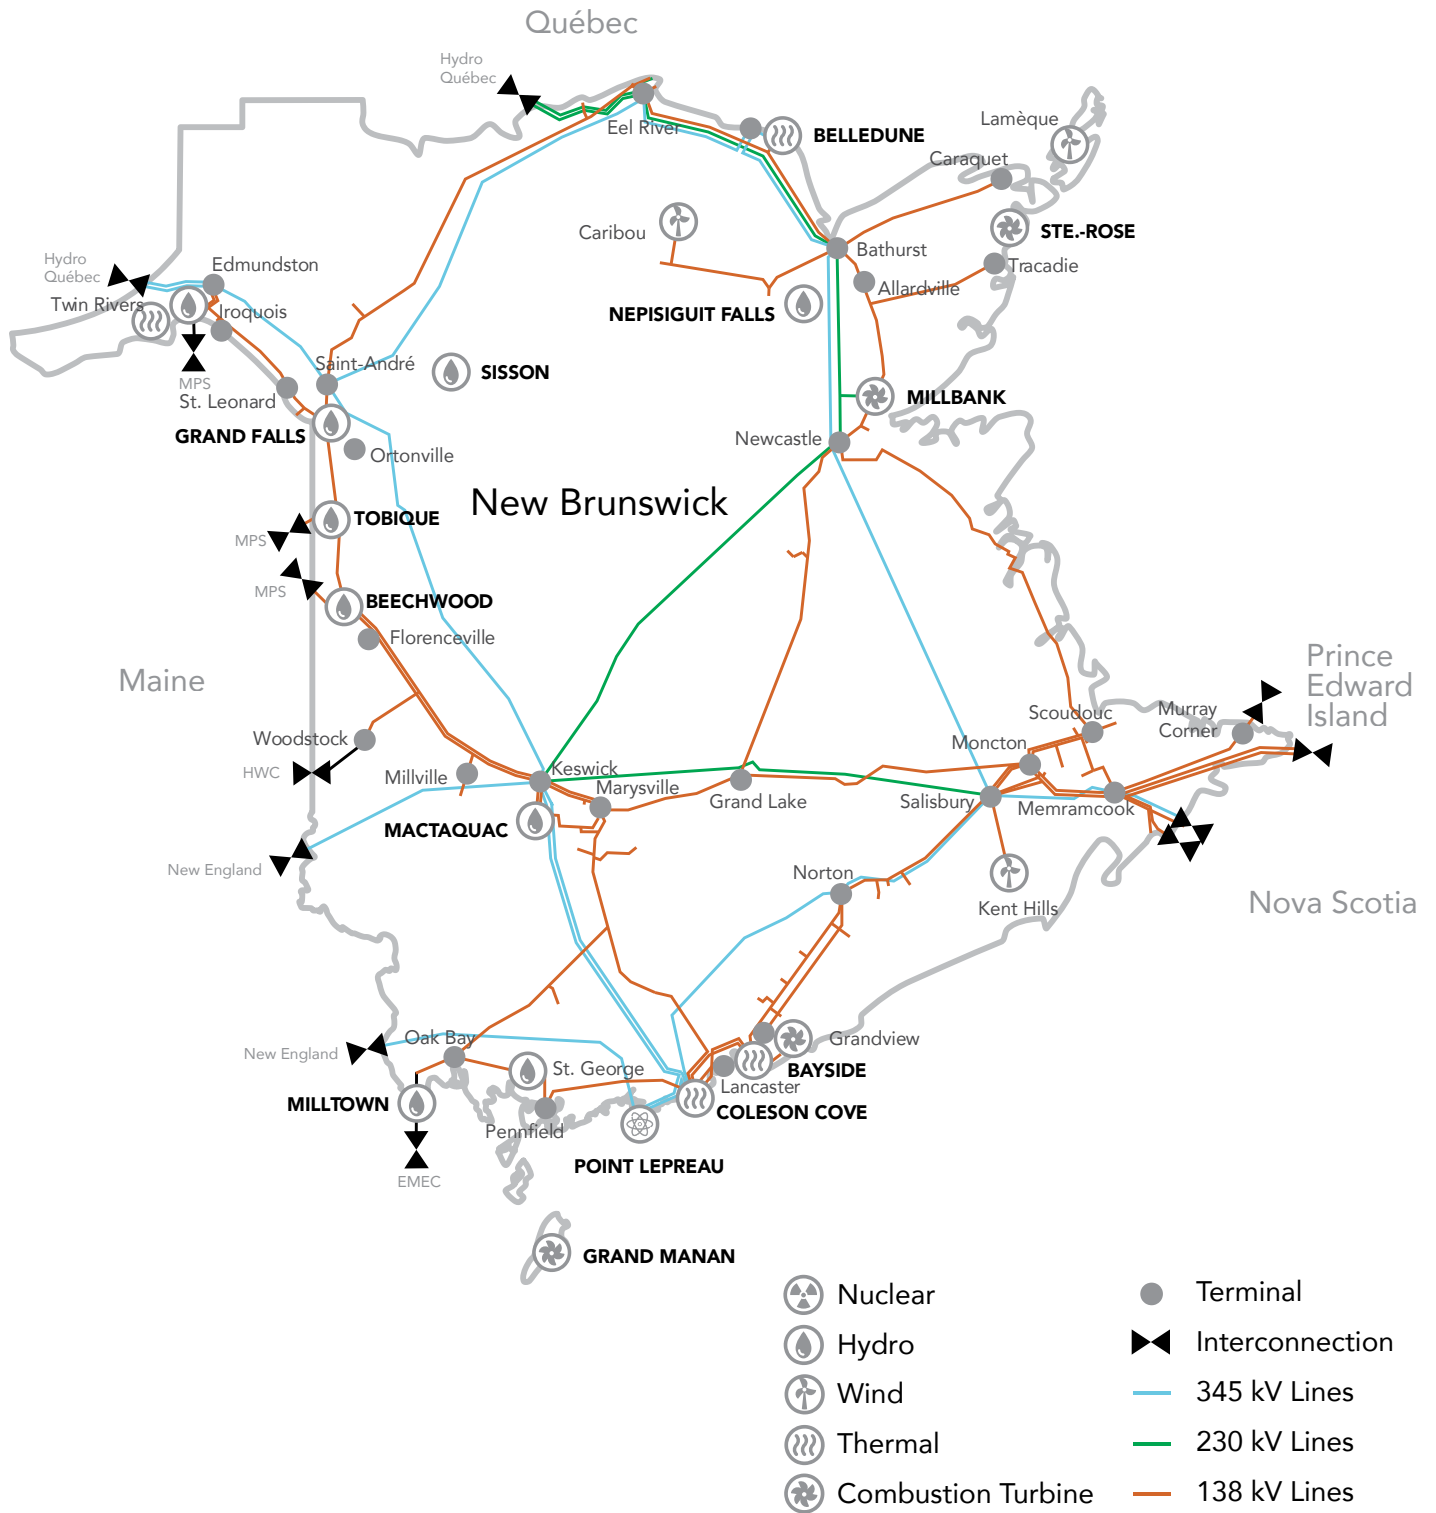 Québec
Hydro
Québec
Eel River
BELLEDUNE
Lamèque
Caraquet
Caribou
STE.-ROSE
Bathurst
Tracadie
Hydro
Québec
Edmundston
Allardville
Twin Rivers
Iroquois
NEPISIGUIT FALLS
MPS
Saint-André
SISSON
St. Leonard
MILLBANK
GRAND FALLS
Newcastle
Ortonville
New Brunswick
TOBIQUE
MPS
MPS
BEECHWOOD
Florenceville
Maine
Prince
Edward
Island
Murray
Corner
Scoudouc
Woodstock
Moncton
HWC
Millville
Keswick
Marysville
Grand Lake
Salisbury
Memramcook
MACTAQUAC
New England
Norton
Kent Hills
Nova Scotia
Oak Bay
New England
Grandview
St. George
BAYSIDE
Lancaster
MILLTOWN
COLESON COVE
Pennfield
POINT LEPREAU
EMEC
GRAND MANAN
Nuclear
Hydro
Wind
Thermal
Combustion Turbine
Terminal
Interconnection
345 kV Lines
230 kV Lines
138 kV Lines